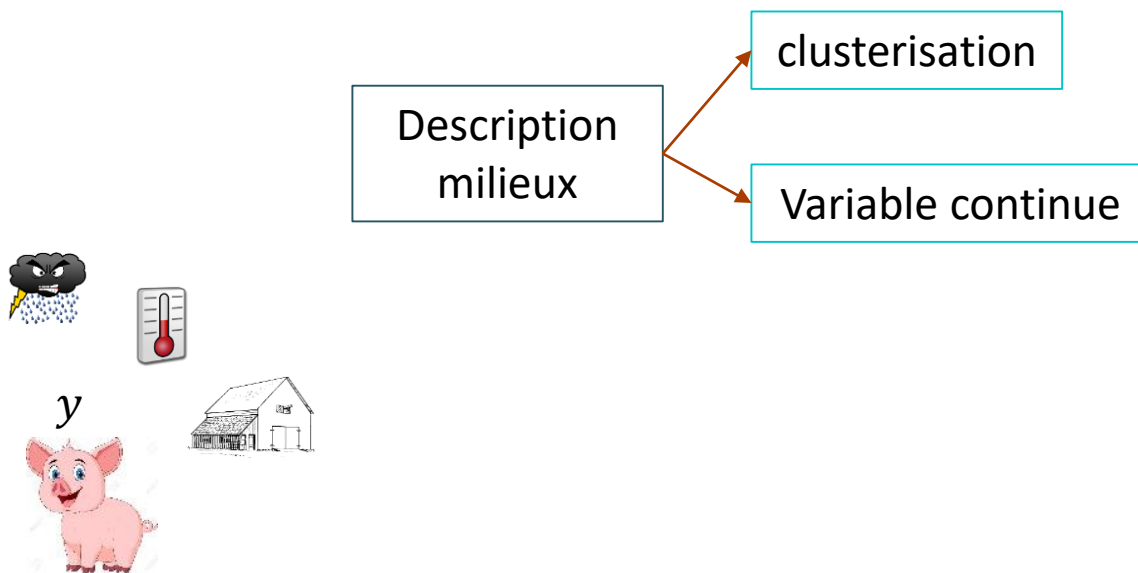 clusterisation
Description
milieux
Variable continue
y